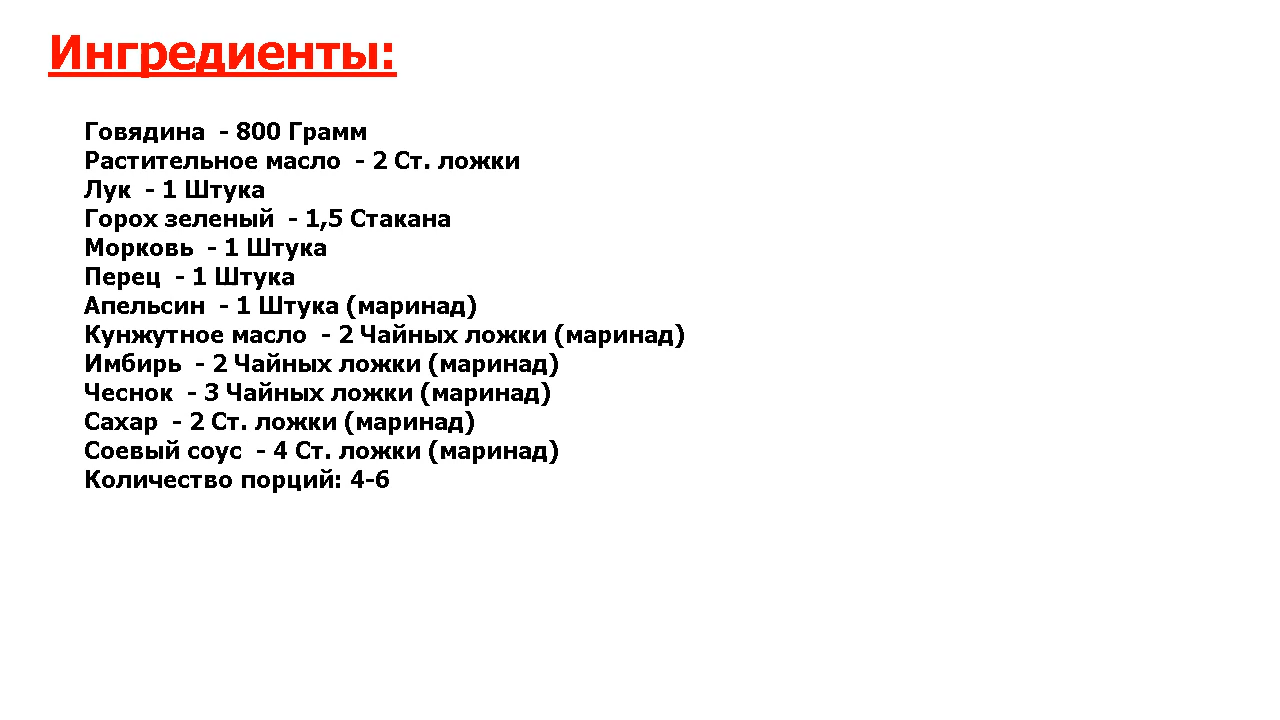 Ингредиенты:
Говядина  - 800 Грамм
Растительное масло  - 2 Ст. ложки
Лук  - 1 Штука
Горох зеленый  - 1,5 Стакана
Морковь  - 1 Штука
Перец  - 1 Штука
Апельсин  - 1 Штука (маринад)
Кунжутное масло  - 2 Чайных ложки (маринад)
Имбирь  - 2 Чайных ложки (маринад)
Чеснок  - 3 Чайных ложки (маринад)
Сахар  - 2 Ст. ложки (маринад)
Соевый соус  - 4 Ст. ложки (маринад)
Количество порций: 4-6